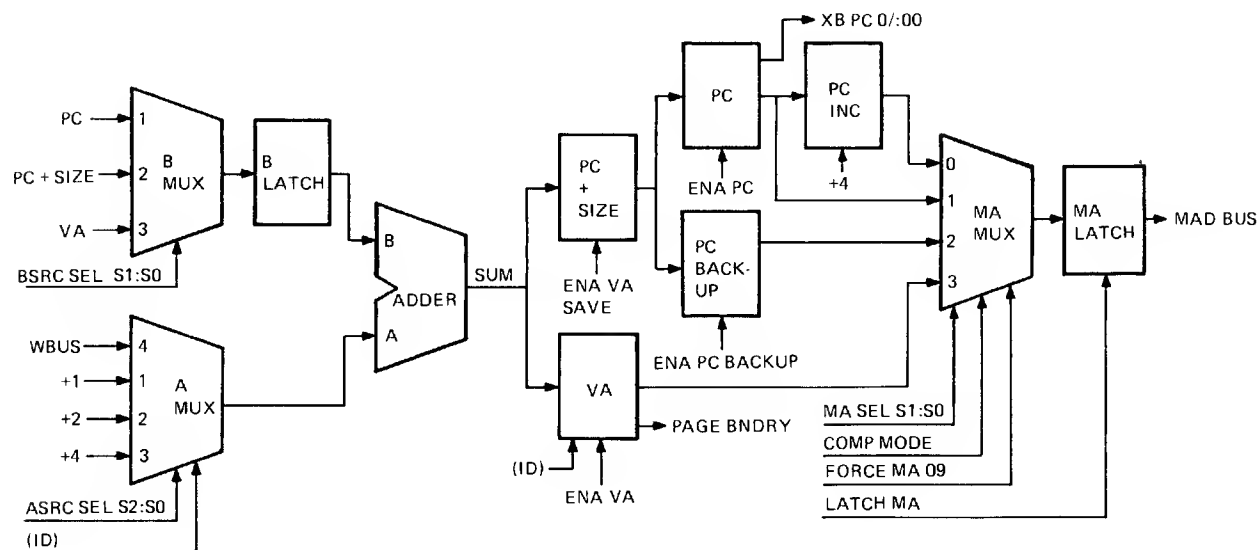 XB PC 0/:00
PC
1
PC + SIZE
2
VA
3
B
MUX
B
LATCH
BSRC SEL S1:S0
WBUS
4
+1
1
+2
2
+4
3
A
MUX
ASRC SEL S2:S0
(ID)
B
ADDER
A
SUM
PC
+
SIZE
ENA VA
SAVE
PC
ENA PC
PC
INC
+4
PC
BACK-
UP
ENA PC BACKUP
VA
PAGE BNDRY
(ID)
ENA VA
0
1
2
3
MA
MUX
MA
LATCH
MAD BUS
MA SEL S1:S0
COMP MODE
FORCE MA 09
LATCH MA